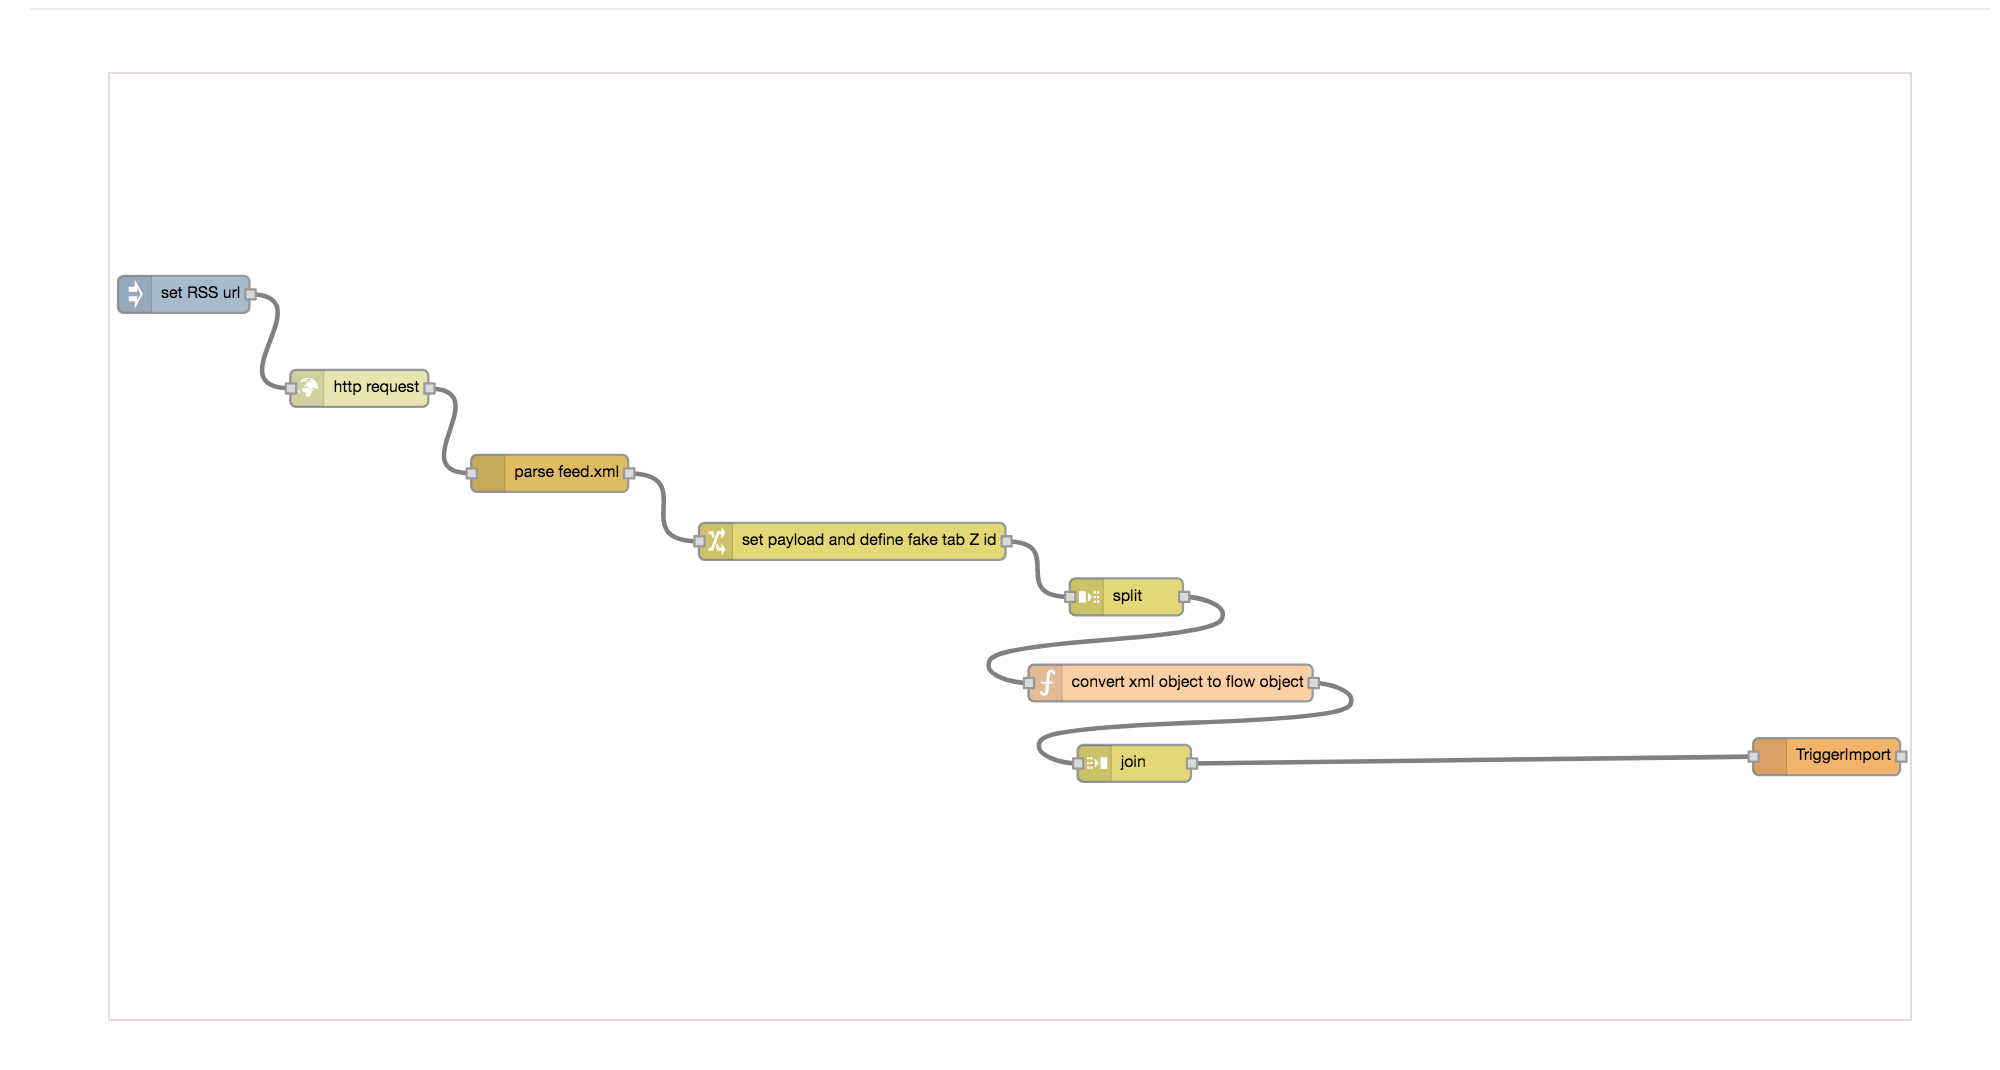 set RSS url
http request
parse feed.xml
set payload and define fake tab Z id
split
convert xml object to flow object
join
TriggerImport